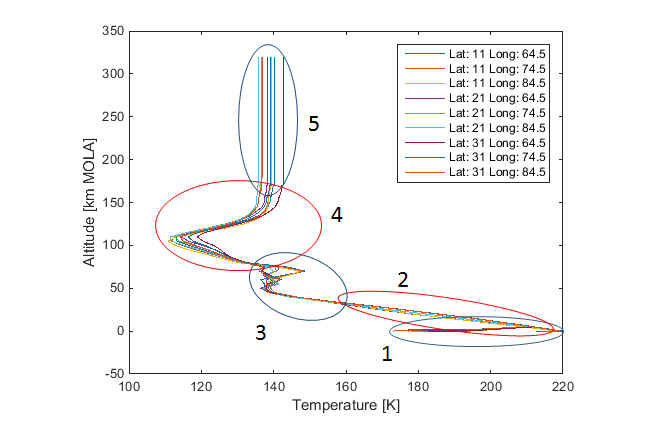 350
300
250
200
150
100
50
0
-50
100
120
140
160
180
200
220
Altitude [km MOLA]
Temperature [K]
Lat: 11 Long: 64.5
Lat: 11 Long: 74.5
Lat: 11 Long: 84.5
Lat: 21 Long: 64.5
Lat: 21 Long: 74.5
Lat: 21 Long: 84.5
Lat: 31 Long: 64.5
Lat: 31 Long: 74.5
Lat: 31 Long: 84.5
5
4
2
3
1